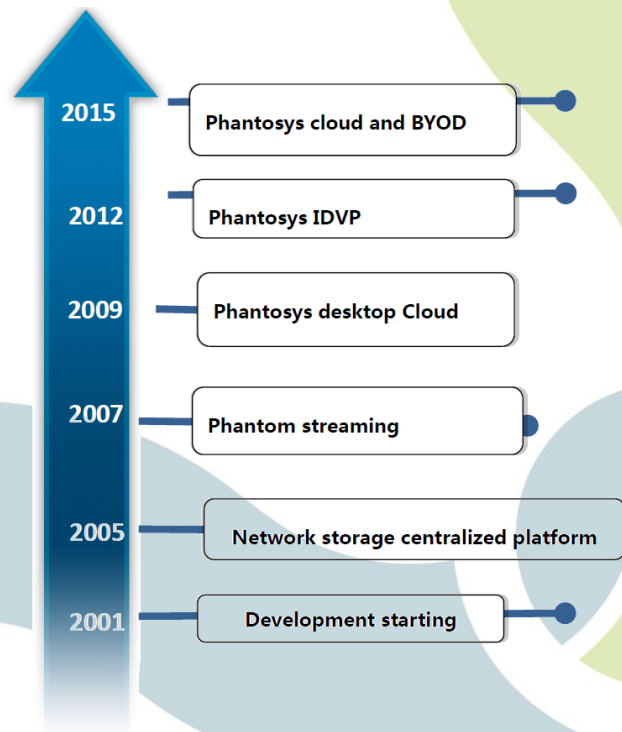 2015
Phantosys cloud and BYOD
2012
Phantosys IDVP
2009
Phantosys desktop Cloud
2007
Phantom streaming
2005
Network storage centralized platform
2001
Development starting